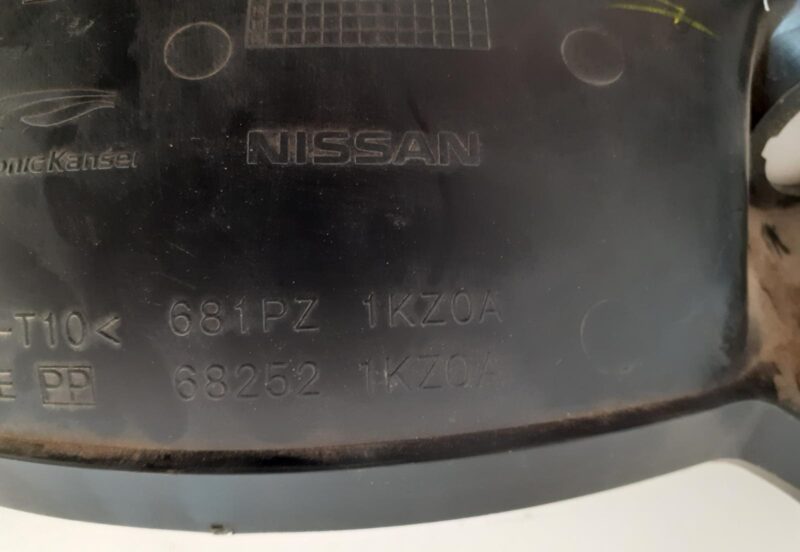 onicKansei
NISSAN
-T10< 681PZ 1KZ0A
E PP 68252 1KZ0A